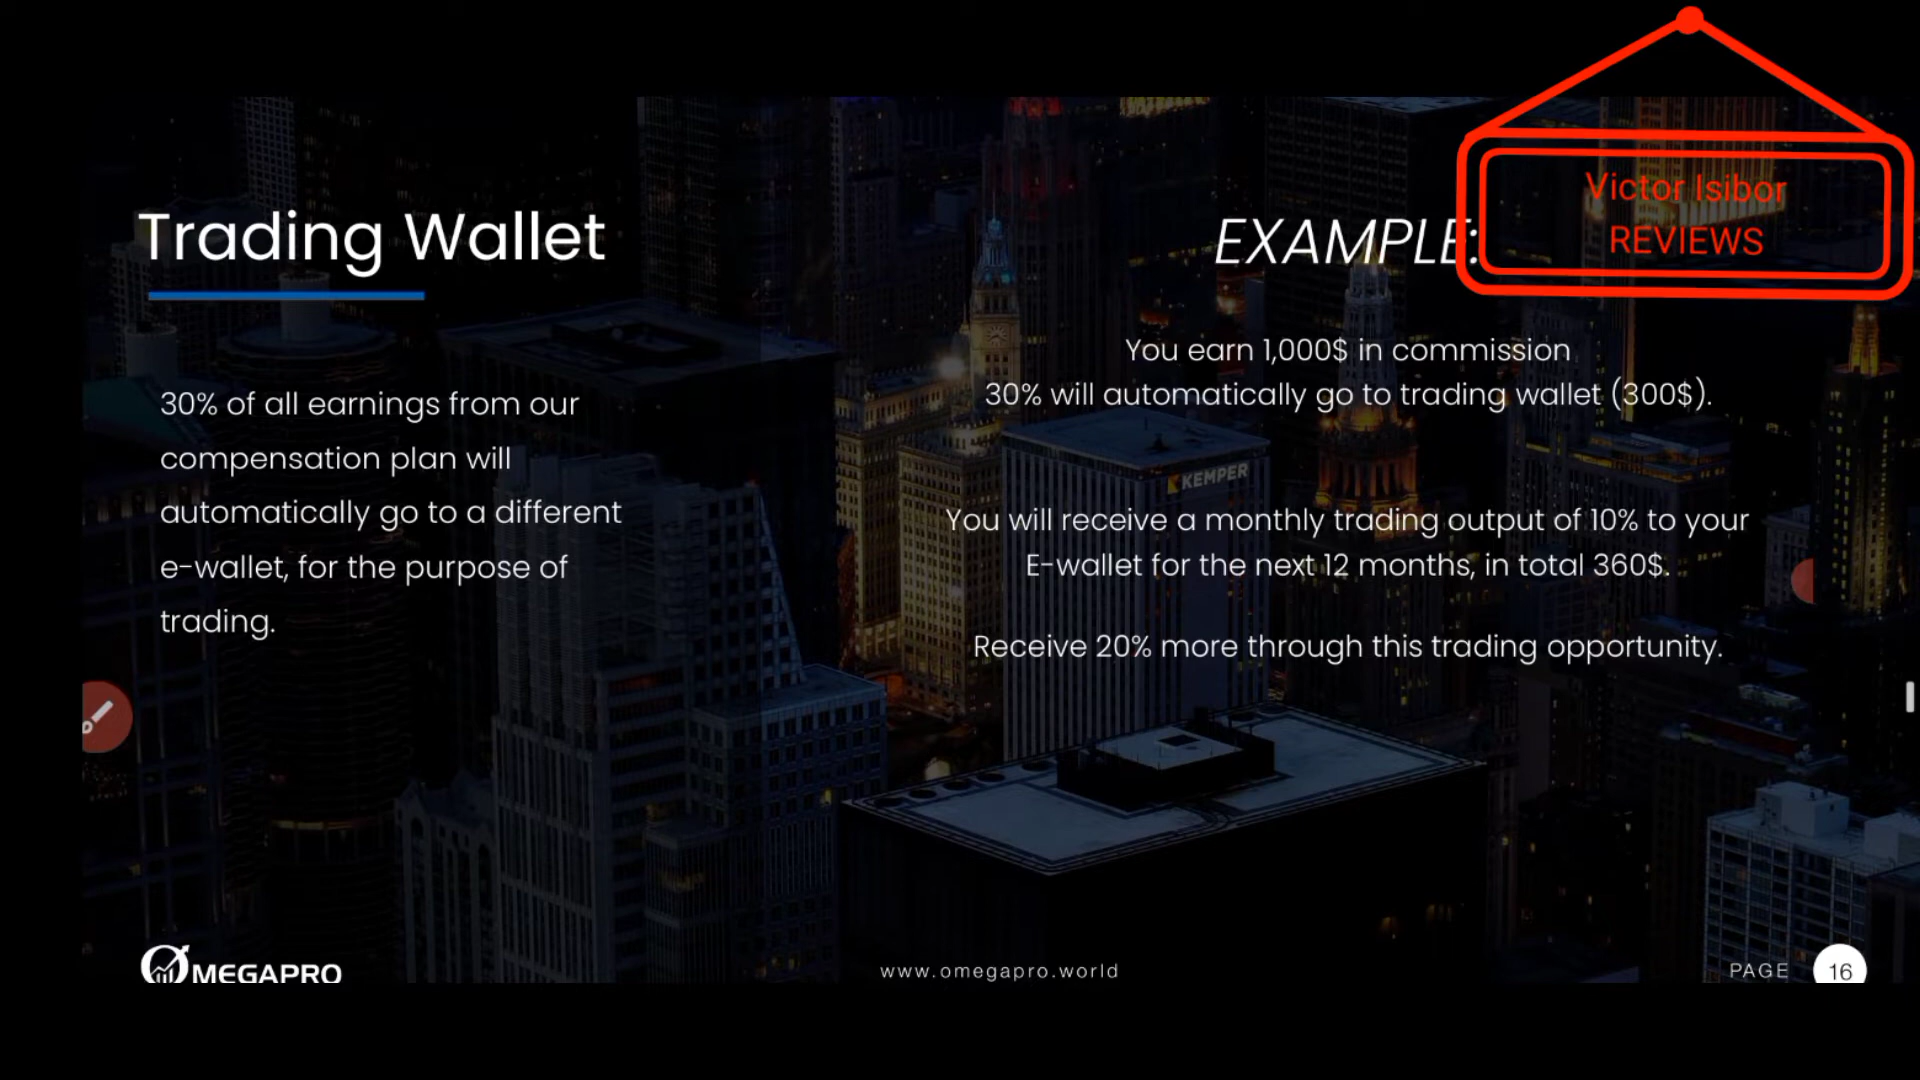 Victor Isibor
REVIEWS
Trading Wallet
30% of all earnings from our
compensation plan will
automatically go to a different
e-wallet, for the purpose of
trading.
EXAMPLE:
You earn 1,000$ in commission
30% will automatically go to trading wallet (300$).
KEMPER
You will receive a monthly trading output of 10% to your
E-wallet for the next 12 months, in total 360$.
Receive 20% more through this trading opportunity.
OMEGAPRO
www.omegapro.world
PAGE 16